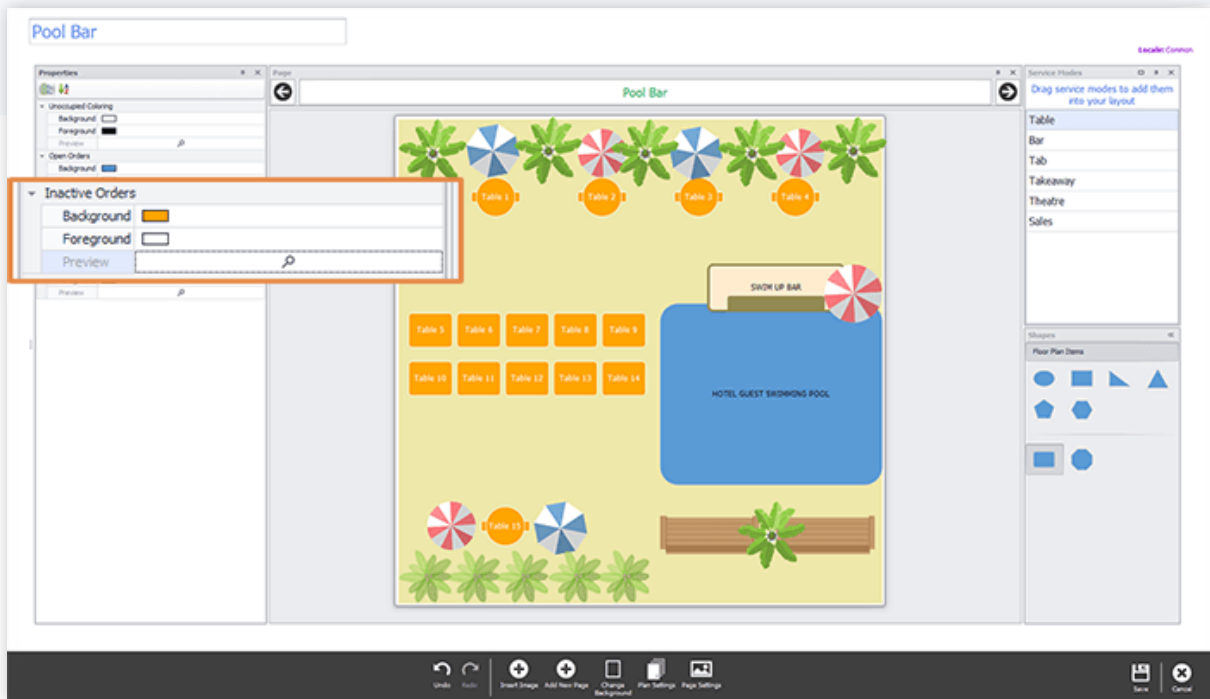 Pool Bar
Locale: Common
Properties
Page
Service Modes
Pool Bar
Drag service modes to add them
into your layout
Unoccupied Coloring
Background
Foreground
Preview
Open Orders
Background
Inactive Orders
Background
Foreground
Preview
Preview
Table
Bar
Tab
Takeaway
Theatre
Sales
Table 1
Table 2
Table 3
Table 4
SWIM UP BAR
Table 5
Table 6
Table 7
Table 8
Table 9
Table 10
Table 11
Table 12
Table 13
Table 14
HOTEL GUEST SWIMMING POOL
Table 15
Shapes
Floor Plan Items
Undo
Redo
Insert Image
Add New Page
Change
Background
Plan Settings
Page Settings
Save
Cancel